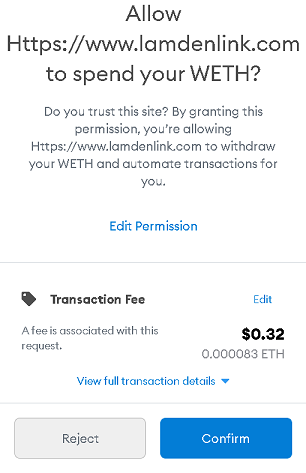 Allow
Https://www.lamdenlink.com
to spend your WETH?
Do you trust this site? By granting this
permission, you're allowing
Https://www.lamdenlink.com to withdraw
your WETH and automate transactions for
you.
Edit Permission
Transaction Fee
Edit
A fee is associated with this
request.
$0.32
0.000083 ETH
View full transaction details
Reject
Confirm